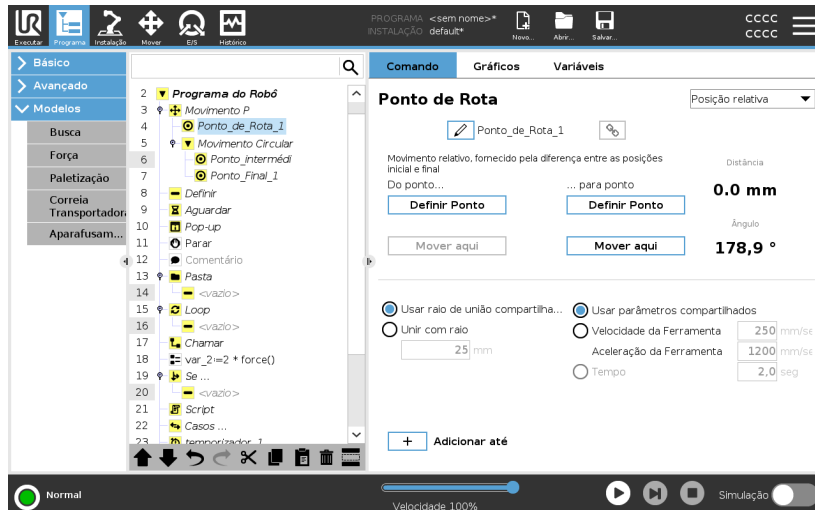 PROGRAMA <sem nome>*
INSTALAÇÃO default*
Executar
Programa
Instalação
Mover
E/S
Histórico
Novo...
Abrir...
Salvar...
cccc
cccc
Básico
Avançado
Modelos
Busca
Força
Paletização
Correia
Transportador
Aparafusam...
2 Programa do Robô
3 Movimento P
4 Ponto_de_Rota_1
5 Movimento Circular
6 Ponto_intermédi
7 Ponto_Final_1
8 Definir
9 Aguardar
10 Pop-up
11 Parar
12 Comentário
13 Pasta
14 <vazio>
15 Loop
16 <vazio>
17 Chamar
18 var_2:=2 * force()
19 Se ...
20 <vazio>
21 Script
22 Casos ...
23 temporizador_1
Comando Gráficos Variáveis
Ponto de Rota
Posição relativa
Ponto_de_Rota_1
Movimento relativo, fornecido pela diferença entre as posições
inicial e final
Do ponto... ... para ponto
Definir Ponto Definir Ponto
Mover aqui Mover aqui
Distância
0.0 mm
Ângulo
178,9 °
Usar raio de união compartilha...
Unir com raio
25 mm
Usar parâmetros compartilhados
Velocidade da Ferramenta 250 mm/se
Aceleração da Ferramenta 1200 mm/se
Tempo 2,0 seg
+ Adicionar até
Normal
Velocidade 100%
Simulação